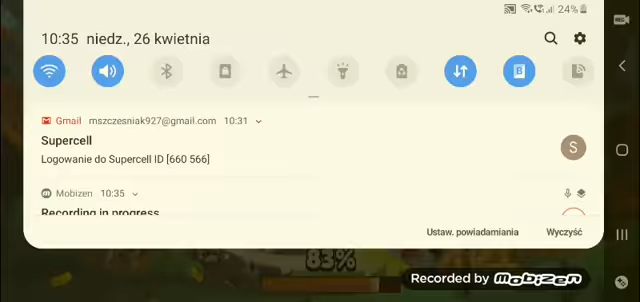 24%
10:35 niedz., 26 kwietnia
Gmail mszczesniak927@gmail.com 10:31
Supercell
Logowanie do Supercell ID [660 566]
S
Mobizen 10:35
Recording in progress
Ustaw. powiadamiania Wyczyść
83%
Recorded by mobizen
REC